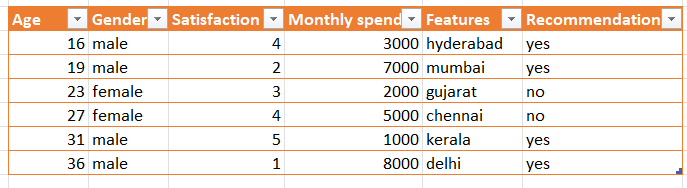 Age Gender Satisfaction Monthly spend Features Recommendation
16 male 4 3000 hyderabad yes
19 male 2 7000 mumbai yes
23 female 3 2000 gujarat no
27 female 4 5000 chennai no
31 male 5 1000 kerala yes
36 male 1 8000 delhi yes